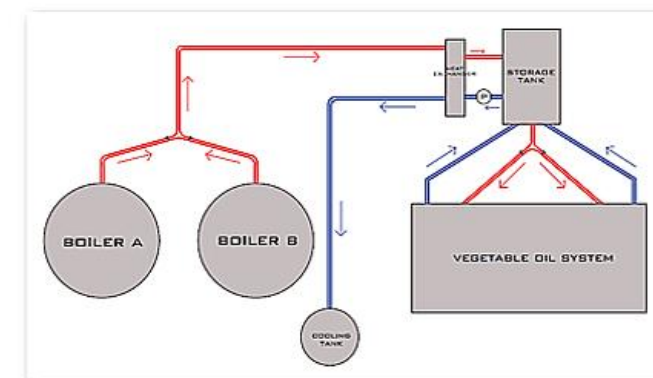 HEAT
EXCHANGER
STORAGE
TANK
P
BOILER A
BOILER B
VEGETABLE OIL SYSTEM
COOLING
TANK